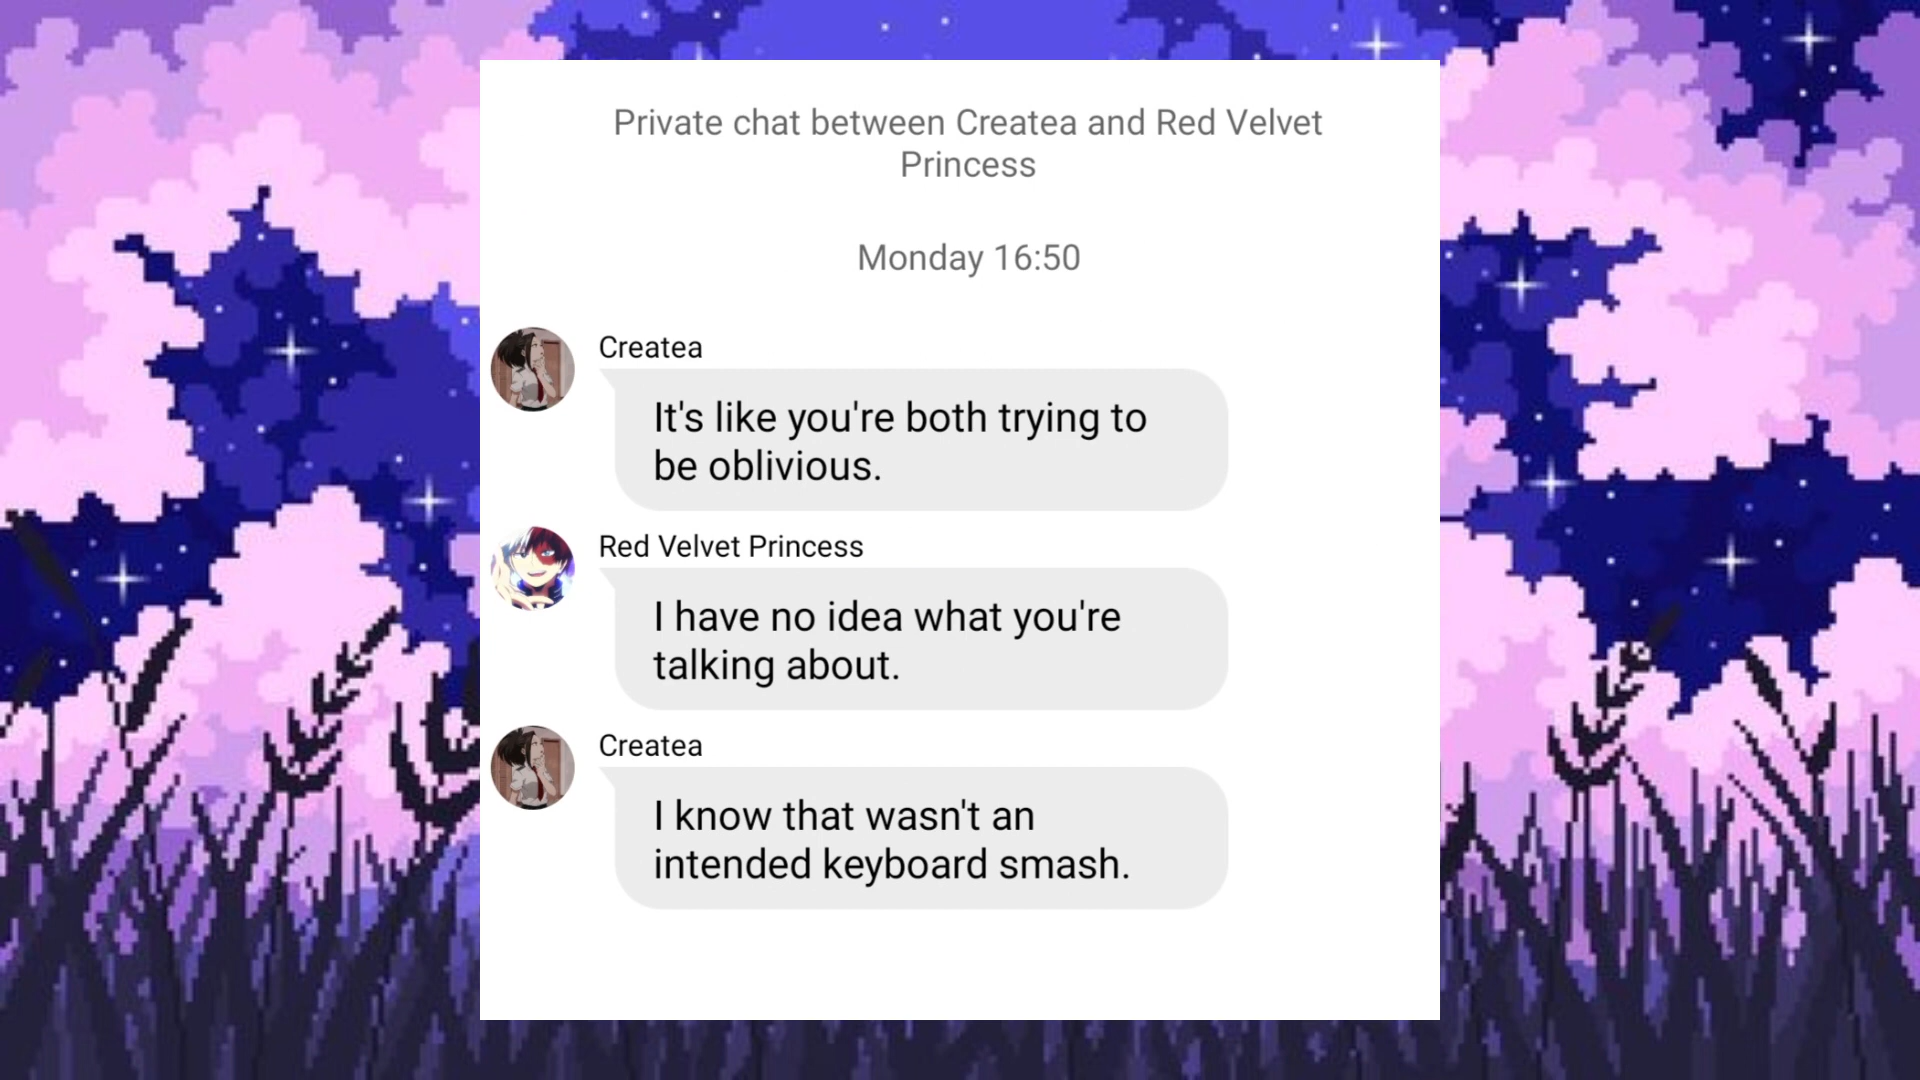 Private chat between Createa and Red Velvet
Princess
Monday 16:50
Createa
It's like you're both trying to
be oblivious.
Red Velvet Princess
I have no idea what you're
talking about.
Createa
I know that wasn't an
intended keyboard smash.